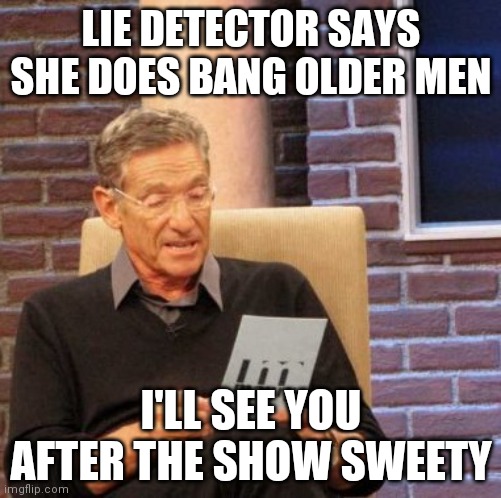 LIE DETECTOR SAYS
SHE DOES BANG OLDER MEN
I'LL SEE YOU
AFTER THE SHOW SWEETY
imgflip.com